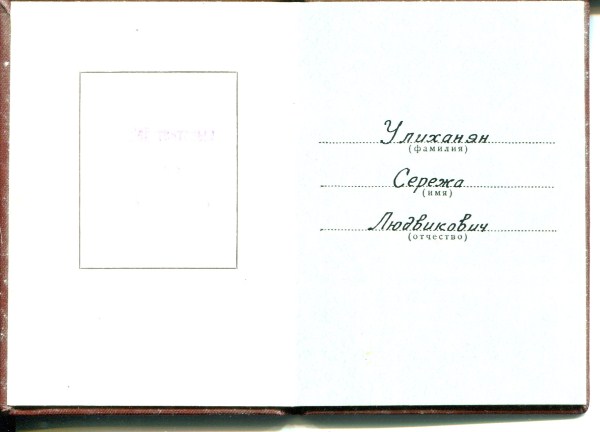 Улиханян
(фамилия)
Сережа
(имя)
Людвикович
(отчество)